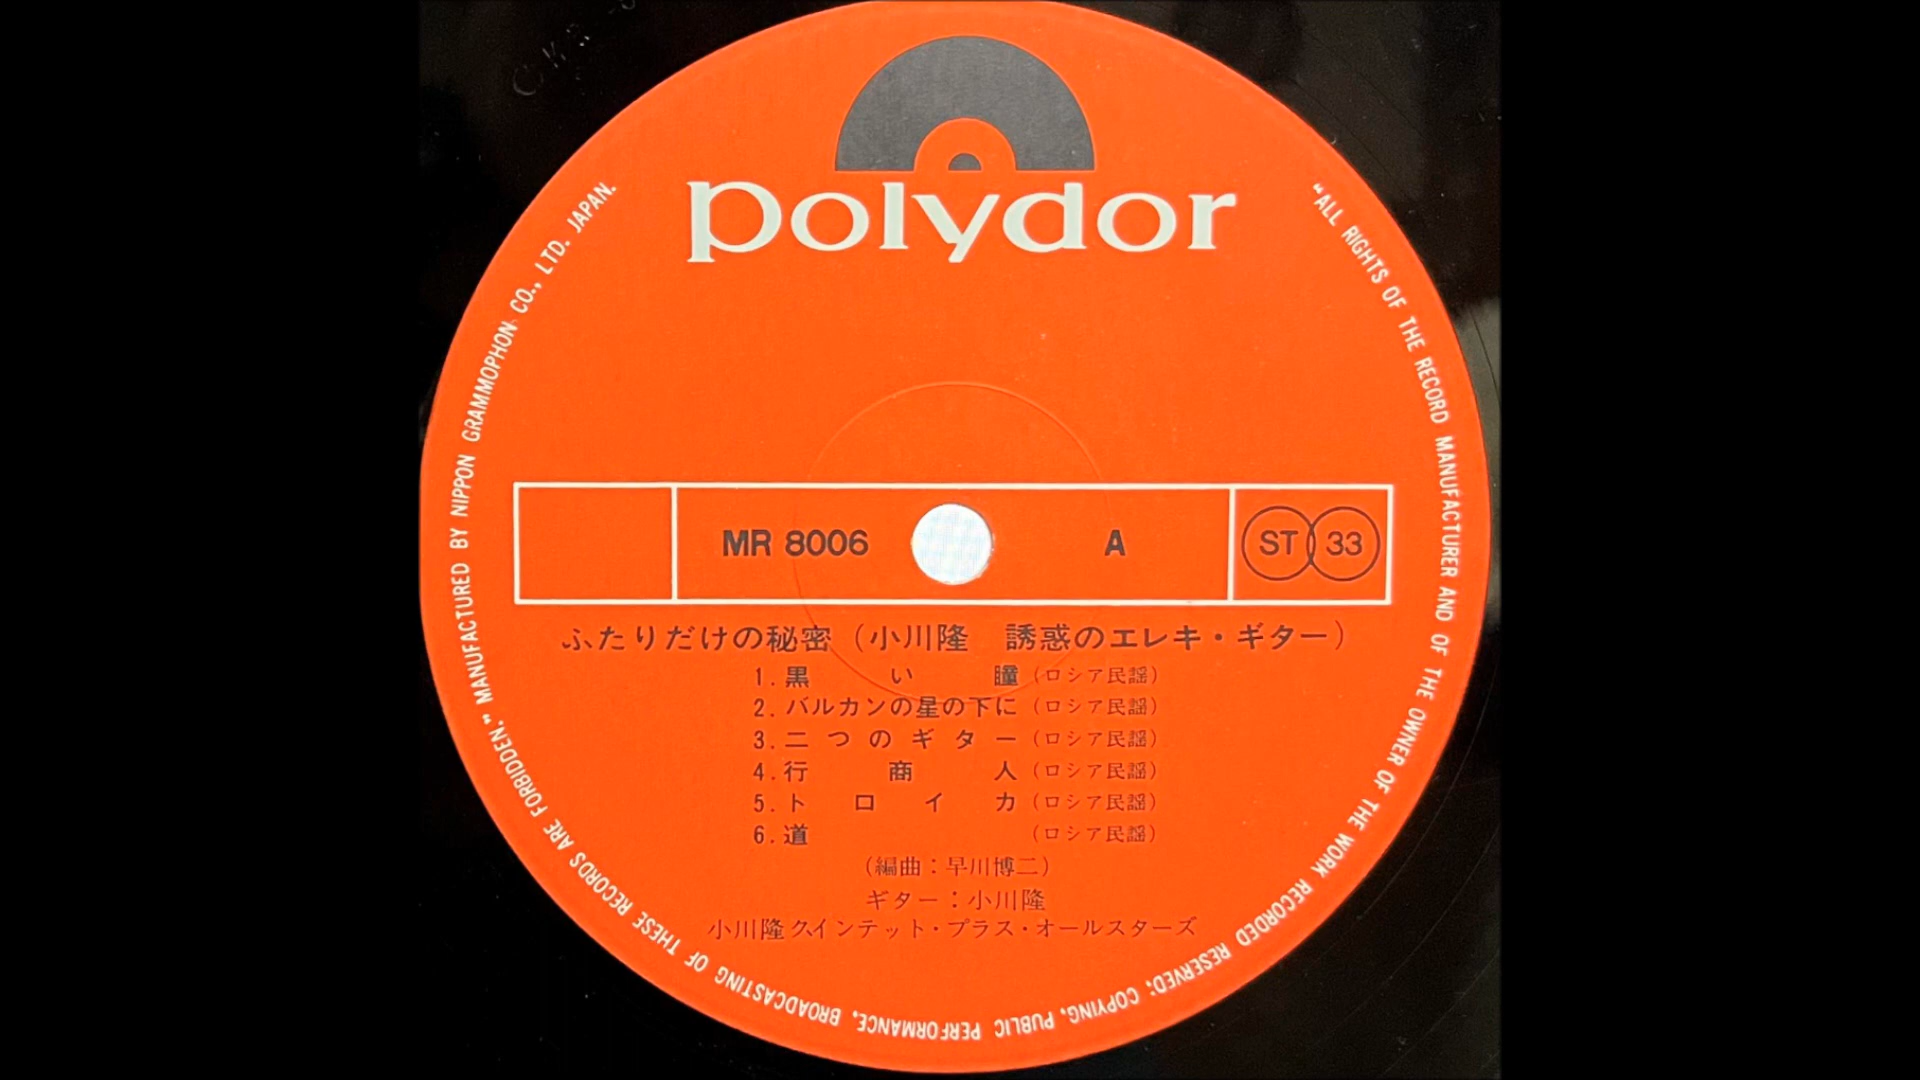 polydor
MR 8006 A ST 33
ふたりだけの秘密（小川隆　誘惑のエレキ・ギター）
1. 黒い瞳（ロシア民謡）
2. バルカンの星の下に（ロシア民謡）
3. 二つのギター（ロシア民謡）
4. 行商人（ロシア民謡）
5. トロイカ（ロシア民謡）
6. 道（ロシア民謡）
（編曲：早川博二）
ギター：小川隆
小川隆クインテット・プラス・オールスターズ
"ALL RIGHTS OF THE RECORD MANUFACTURER AND OF THE OWNER OF THE WORK RECORDED RESERVED; COPYING, PUBLIC PERFORMANCE, BROADCASTING OF THESE RECORDS ARE FORBIDDEN." MANUFACTURED BY NIPPON GRAMMOPHON CO., LTD. JAPAN.